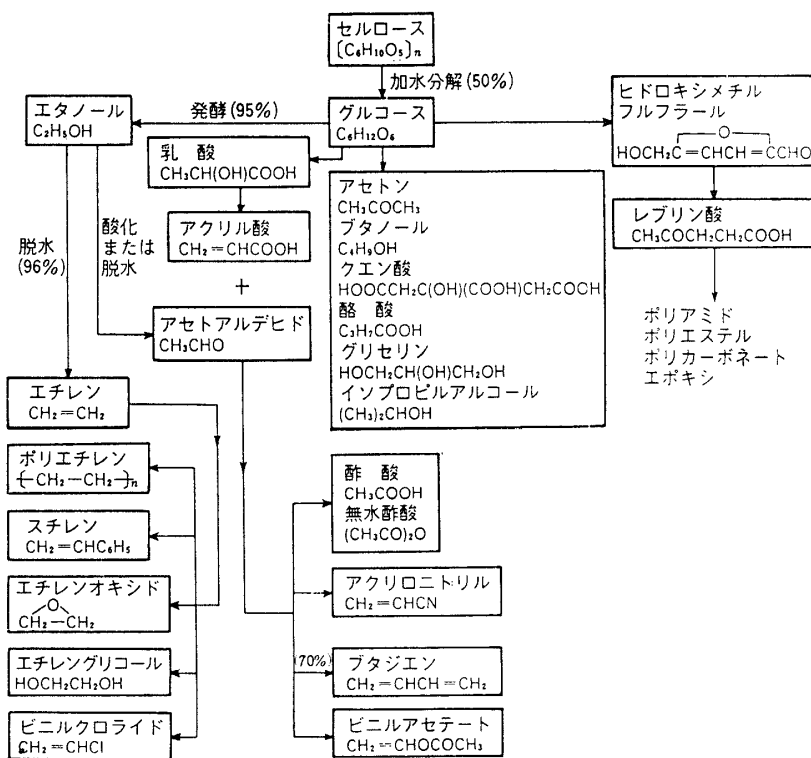 セルロース
[C₆H₁₀O₅]n
加水分解(50%)
エタノール
C₂H₅OH
発酵(95%)
グルコース
C₆H₁₂O₆
ヒドロキシメチル
フルフラール
O
HOCH₂C=CHCH=CCHO
乳 酸
CH₃CH(OH)COOH
アクリル酸
CH₂=CHCOOH
+
アセトアルデヒド
CH₃CHO
脱水
(96%)
酸化
または
脱水
アセトン
CH₃COCH₃
ブタノール
C₄H₉OH
クエン酸
HOOCCH₂C(OH)(COOH)CH₂COCH
酪 酸
C₃H₇COOH
グリセリン
HOCH₂CH(OH)CH₂OH
イソプロピルアルコール
(CH₃)₂CHOH
レブリン酸
CH₃COCH₂CH₂COOH
ポリアミド
ポリエステル
ポリカーボネート
エポキシ
エチレン
CH₂=CH₂
ポリエチレン
{CH₂-CH₂}n
スチレン
CH₂=CHC₆H₅
エチレンオキシド
O
CH₂-CH₂
エチレングリコール
HOCH₂CH₂OH
ビニルクロライド
CH₂=CHCl
酢 酸
CH₃COOH
無水酢酸
(CH₃CO)₂O
アクリロニトリル
CH₂=CHCN
(70%)
ブタジエン
CH₂=CHCH=CH₂
ビニルアセテート
CH₂=CHOCOCH₃